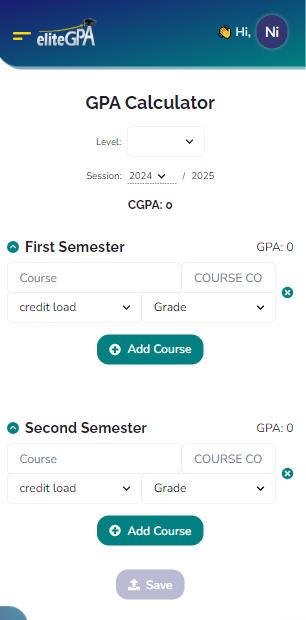 eliteGPA
👋 Hi, Ni
GPA Calculator
Level:
Session: 2024 / 2025
CGPA: 0
First Semester GPA: 0
Course COURSE CO
credit load Grade
Add Course
Second Semester GPA: 0
Course COURSE CO
credit load Grade
Add Course
Save